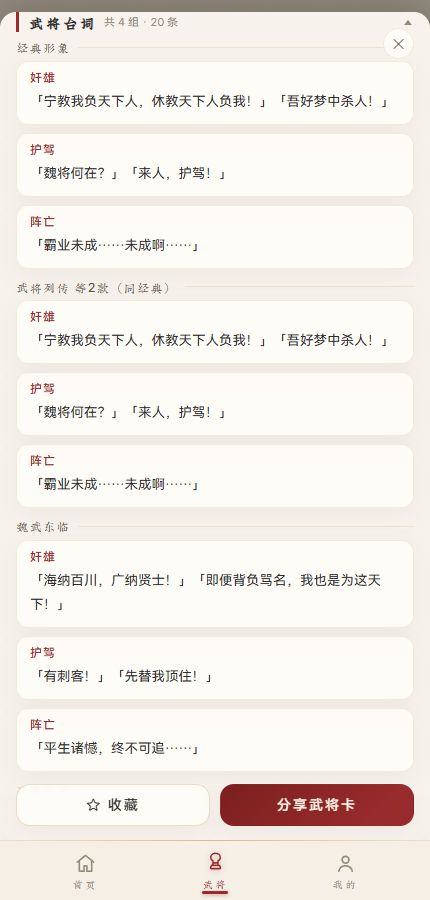 武将台词 共4组·20条
经典形象
奸雄
「宁教我负天下人，休教天下人负我！」「吾好梦中杀人！」
护驾
「魏将何在？」「来人，护驾！」
阵亡
「霸业未成……未成啊……」
武将列传 等2款（同经典）
奸雄
「宁教我负天下人，休教天下人负我！」「吾好梦中杀人！」
护驾
「魏将何在？」「来人，护驾！」
阵亡
「霸业未成……未成啊……」
魏武东临
奸雄
「海纳百川，广纳贤士！」「即便背负骂名，我也是为这天
下！」
护驾
「有刺客！」「先替我顶住！」
阵亡
「平生诸憾，终不可追……」
收藏
分享武将卡
首页
武将
我的